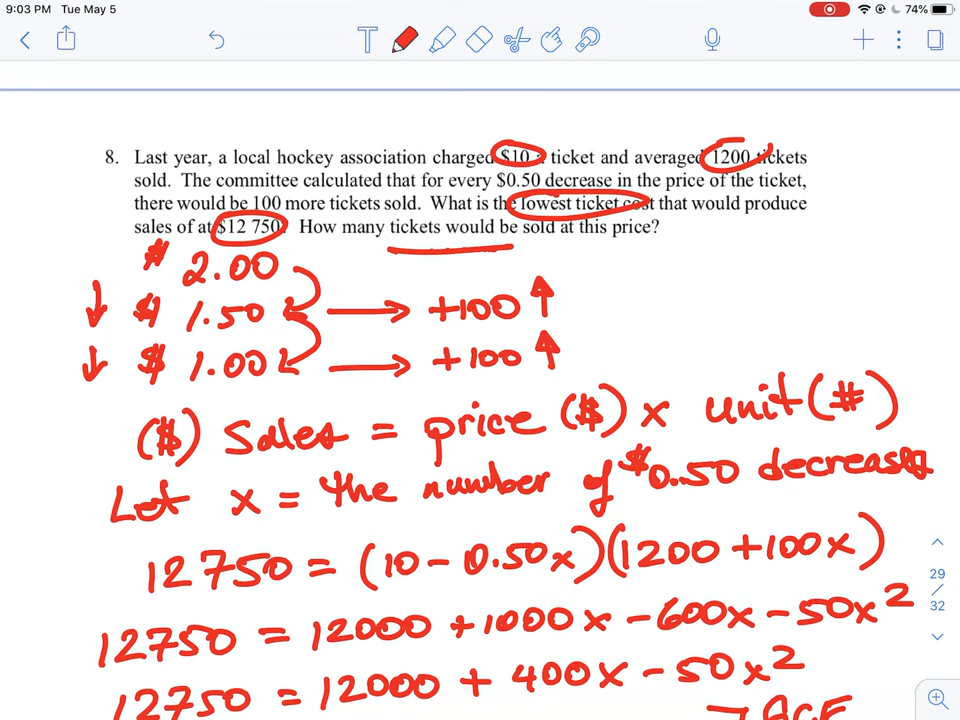 9:03 PM Tue May 5 74%
T
8. Last year, a local hockey association charged $10 a ticket and averaged 1200 tickets
sold. The committee calculated that for every $0.50 decrease in the price of the ticket,
there would be 100 more tickets sold. What is the lowest ticket cost that would produce
sales of at $12 750? How many tickets would be sold at this price?
$ 2.00
↓ $ 1.50 → +100 ↑
↓ $ 1.00 → +100 ↑
($) Sales = price ($) x unit (#)
Let x = the number of $0.50 decreases
12750 = (10 - 0.50x)(1200 + 100x)
12750 = 12000 + 1000x - 600x - 50x²
12750 = 12000 + 400x - 50x²
29
/
32